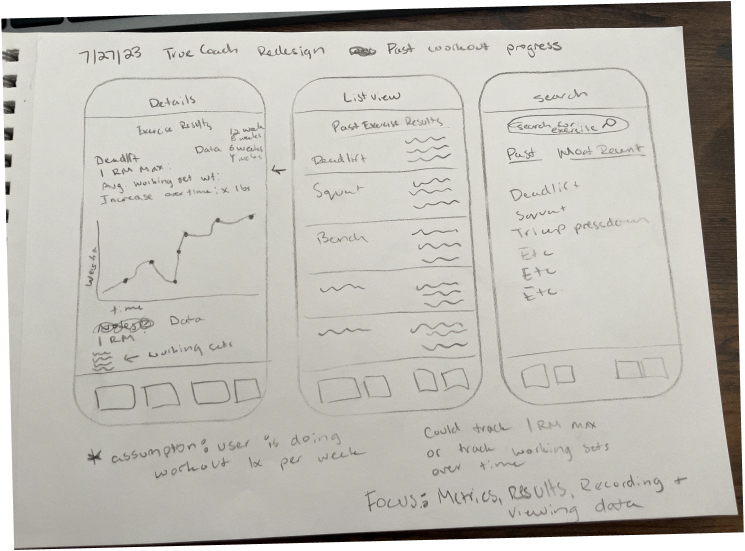 7/27/23 True Coach Redesign Past workout progress
Details
Exercise Results
12 week
8 weeks
Data 6 weeks
4 weeks
Deadlift
1 RM Max:
Avg working set wt:
Increase over time: x lbs
Weight
time
Data
1 RM
← working sets
List view
Past Exercise Results
Deadlift
Squat
Bench
Search
Search for
exercise
Past Most Recent
Deadlift
Squat
Tricep pressdown
Etc
Etc
Etc.
* assumption: user is doing
workout 1x per week
Could track 1 RM max
or track working sets
over time
Focus: Metrics, Results, Recording +
viewing data